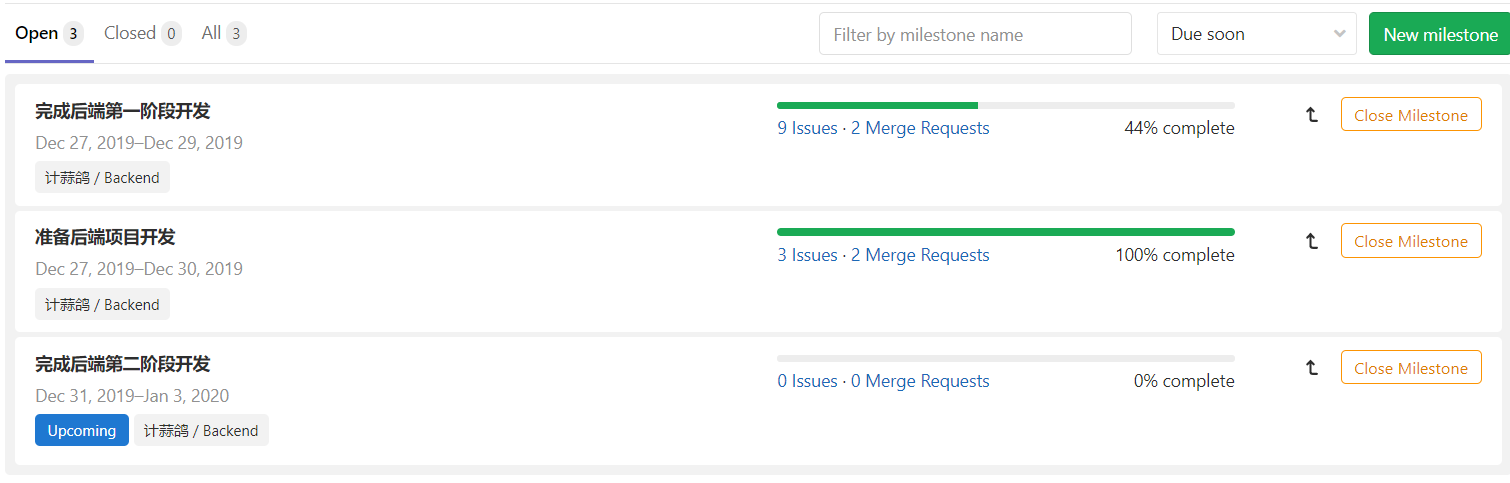 Open 3 Closed 0 All 3 Filter by milestone name Due soon New milestone
完成后端第一阶段开发
Dec 27, 2019–Dec 29, 2019
计蒜鸽 / Backend
9 Issues · 2 Merge Requests 44% complete
Close Milestone
准备后端项目开发
Dec 27, 2019–Dec 30, 2019
计蒜鸽 / Backend
3 Issues · 2 Merge Requests 100% complete
Close Milestone
完成后端第二阶段开发
Dec 31, 2019–Jan 3, 2020
Upcoming 计蒜鸽 / Backend
0 Issues · 0 Merge Requests 0% complete
Close Milestone